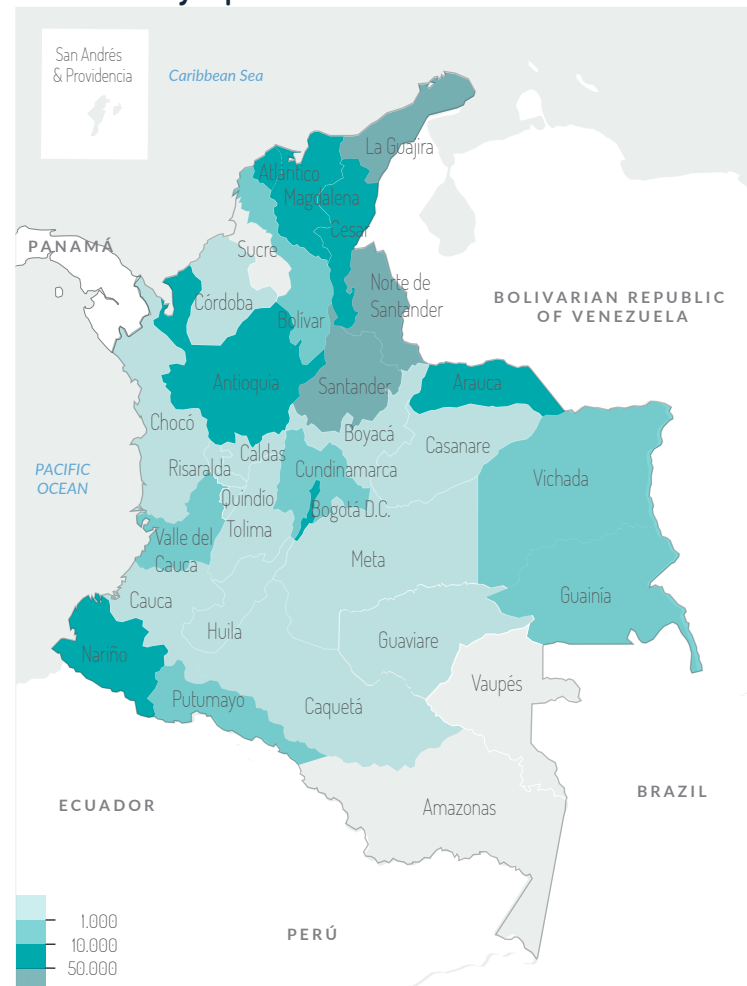 San Andrés
& Providencia
Caribbean Sea
La Guajira
Atlántico
Magdalena
Cesar
PANAMÁ
Sucre
Norte de
Santander
Córdoba
Bolívar
BOLIVARIAN REPUBLIC
OF VENEZUELA
Antioquia
Santander
Arauca
Chocó
Boyacá
Casanare
Caldas
Risaralda
Cundinamarca
PACIFIC
OCEAN
Vichada
Quindío
Bogotá D.C.
Tolima
Valle del
Cauca
Meta
Guainía
Cauca
Huila
Guaviare
Nariño
Vaupés
Putumayo
Caquetá
ECUADOR
Amazonas
BRAZIL
PERÚ
1.000
10.000
50.000